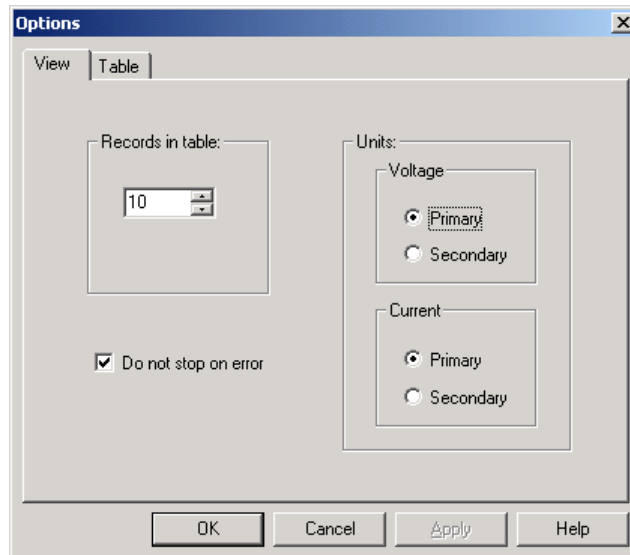 Options
View
Table
Records in table:
10
Do not stop on error
Units:
Voltage
Primary
Secondary
Current
Primary
Secondary
OK
Cancel
Apply
Help